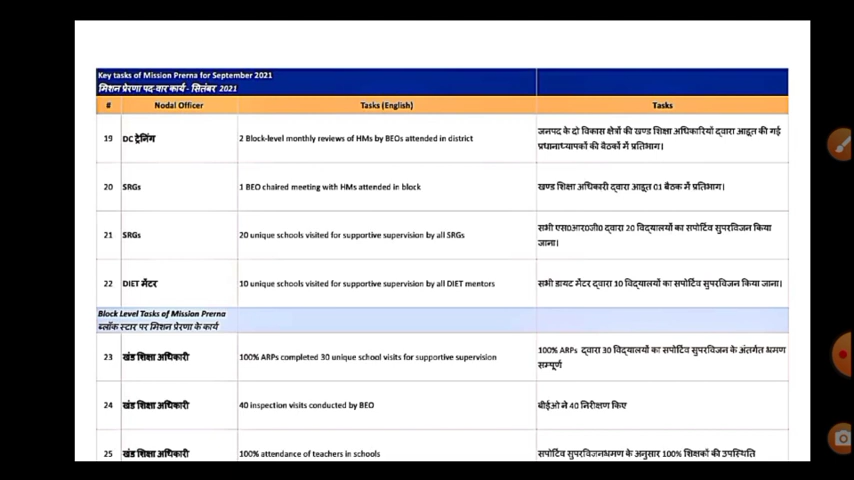 Key tasks of Mission Prerna for September 2021
मिशन प्रेरणा पद-वार कार्य - सितंबर 2021
# Nodal Officer Tasks (English) Tasks
19 DC ट्रेनिंग 2 Block-level monthly reviews of HMs by BEOs attended in district जनपद के दो विकास क्षेत्रों की खण्ड शिक्षा अधिकारियों द्वारा आहूत की गई
प्रधानाध्यापकों की बैठकों में प्रतिभाग।
20 SRGs 1 BEO chaired meeting with HMs attended in block खण्ड शिक्षा अधिकारी द्वारा आहूत 01 बैठक में प्रतिभाग।
21 SRGs 20 unique schools visited for supportive supervision by all SRGs सभी एस0आर0जी0 द्वारा 20 विद्यालयों का सपोर्टिव सुपरविजन किया
जाना।
22 DIET मेंटर 10 unique schools visited for supportive supervision by all DIET mentors सभी डायट मेंटर द्वारा 10 विद्यालयों का सपोर्टिव सुपरविजन किया जाना।
Block Level Tasks of Mission Prerna
ब्लॉक स्टार पर मिशन प्रेरणा के कार्य
23 खंड शिक्षा अधिकारी 100% ARPs completed 30 unique school visits for supportive supervision 100% ARPs द्वारा 30 विद्यालयों का सपोर्टिव सुपरविजन के अंतर्गत भ्रमण
सम्पूर्ण
24 खंड शिक्षा अधिकारी 40 inspection visits conducted by BEO बीईओ ने 40 निरीक्षण किए
25 खंड शिक्षा अधिकारी 100% attendance of teachers in schools सपोर्टिव सुपरविजनभ्रमण के अनुसार 100% शिक्षकों की उपस्थिति